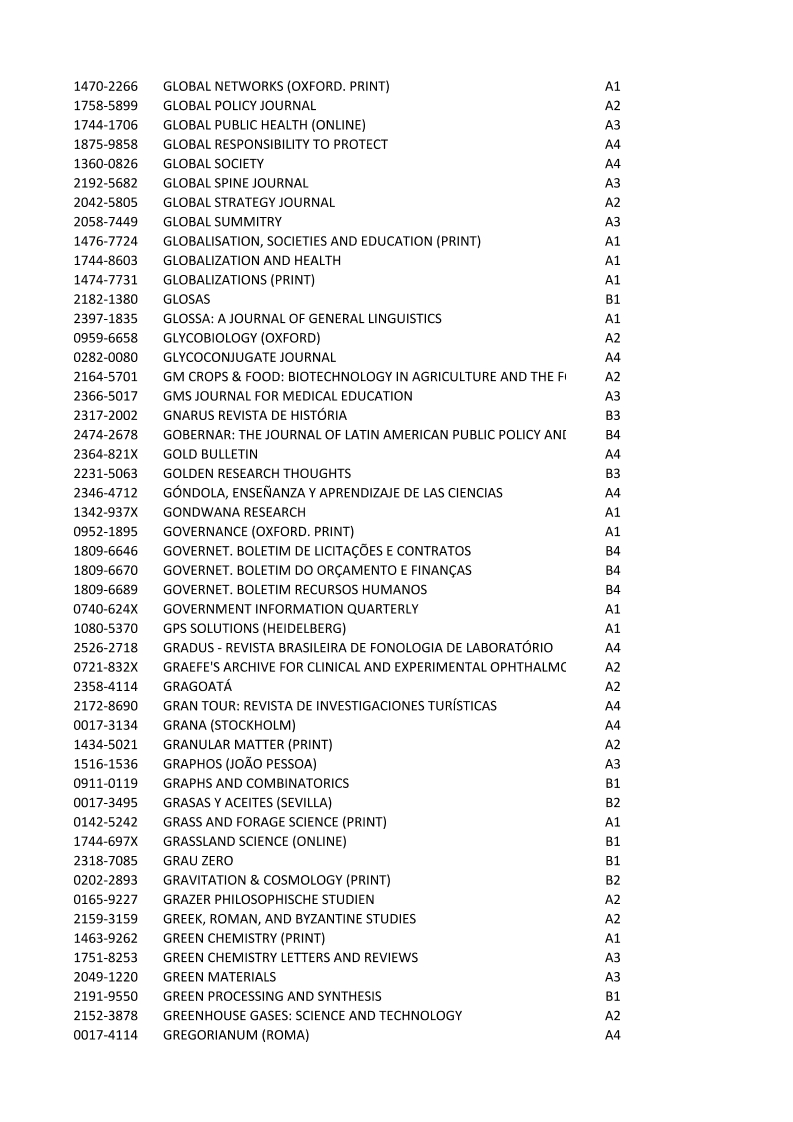 1470-2266 GLOBAL NETWORKS (OXFORD. PRINT) A1
1758-5899 GLOBAL POLICY JOURNAL A2
1744-1706 GLOBAL PUBLIC HEALTH (ONLINE) A3
1875-9858 GLOBAL RESPONSIBILITY TO PROTECT A4
1360-0826 GLOBAL SOCIETY A4
2192-5682 GLOBAL SPINE JOURNAL A3
2042-5805 GLOBAL STRATEGY JOURNAL A2
2058-7449 GLOBAL SUMMITRY A3
1476-7724 GLOBALISATION, SOCIETIES AND EDUCATION (PRINT) A1
1744-8603 GLOBALIZATION AND HEALTH A1
1474-7731 GLOBALIZATIONS (PRINT) A1
2182-1380 GLOSAS B1
2397-1835 GLOSSA: A JOURNAL OF GENERAL LINGUISTICS A1
0959-6658 GLYCOBIOLOGY (OXFORD) A2
0282-0080 GLYCOCONJUGATE JOURNAL A4
2164-5701 GM CROPS & FOOD: BIOTECHNOLOGY IN AGRICULTURE AND THE A2
2366-5017 GMS JOURNAL FOR MEDICAL EDUCATION A3
2317-2002 GNARUS REVISTA DE HISTÓRIA B3
2474-2678 GOBERNAR: THE JOURNAL OF LATIN AMERICAN PUBLIC POLICY AND B4
2364-821X GOLD BULLETIN A4
2231-5063 GOLDEN RESEARCH THOUGHTS B3
2346-4712 GÓNDOLA, ENSEÑANZA Y APRENDIZAJE DE LAS CIENCIAS A4
1342-937X GONDWANA RESEARCH A1
0952-1895 GOVERNANCE (OXFORD. PRINT) A1
1809-6646 GOVERNET. BOLETIM DE LICITAÇÕES E CONTRATOS B4
1809-6670 GOVERNET. BOLETIM DO ORÇAMENTO E FINANÇAS B4
1809-6689 GOVERNET. BOLETIM RECURSOS HUMANOS B4
0740-624X GOVERNMENT INFORMATION QUARTERLY A1
1080-5370 GPS SOLUTIONS (HEIDELBERG) A1
2526-2718 GRADUS - REVISTA BRASILEIRA DE FONOLOGIA DE LABORATÓRIO A4
0721-832X GRAEFE'S ARCHIVE FOR CLINICAL AND EXPERIMENTAL OPHTHALMO A2
2358-4114 GRAGOATÁ A2
2172-8690 GRAN TOUR: REVISTA DE INVESTIGACIONES TURÍSTICAS A4
0017-3134 GRANA (STOCKHOLM) A4
1434-5021 GRANULAR MATTER (PRINT) A2
1516-1536 GRAPHOS (JOÃO PESSOA) A3
0911-0119 GRAPHS AND COMBINATORICS B1
0017-3495 GRASAS Y ACEITES (SEVILLA) B2
0142-5242 GRASS AND FORAGE SCIENCE (PRINT) A1
1744-697X GRASSLAND SCIENCE (ONLINE) B1
2318-7085 GRAU ZERO B1
0202-2893 GRAVITATION & COSMOLOGY (PRINT) B2
0165-9227 GRAZER PHILOSOPHISCHE STUDIEN A2
2159-3159 GREEK, ROMAN, AND BYZANTINE STUDIES A2
1463-9262 GREEN CHEMISTRY (PRINT) A1
1751-8253 GREEN CHEMISTRY LETTERS AND REVIEWS A3
2049-1220 GREEN MATERIALS A3
2191-9550 GREEN PROCESSING AND SYNTHESIS B1
2152-3878 GREENHOUSE GASES: SCIENCE AND TECHNOLOGY A2
0017-4114 GREGORIANUM (ROMA) A4